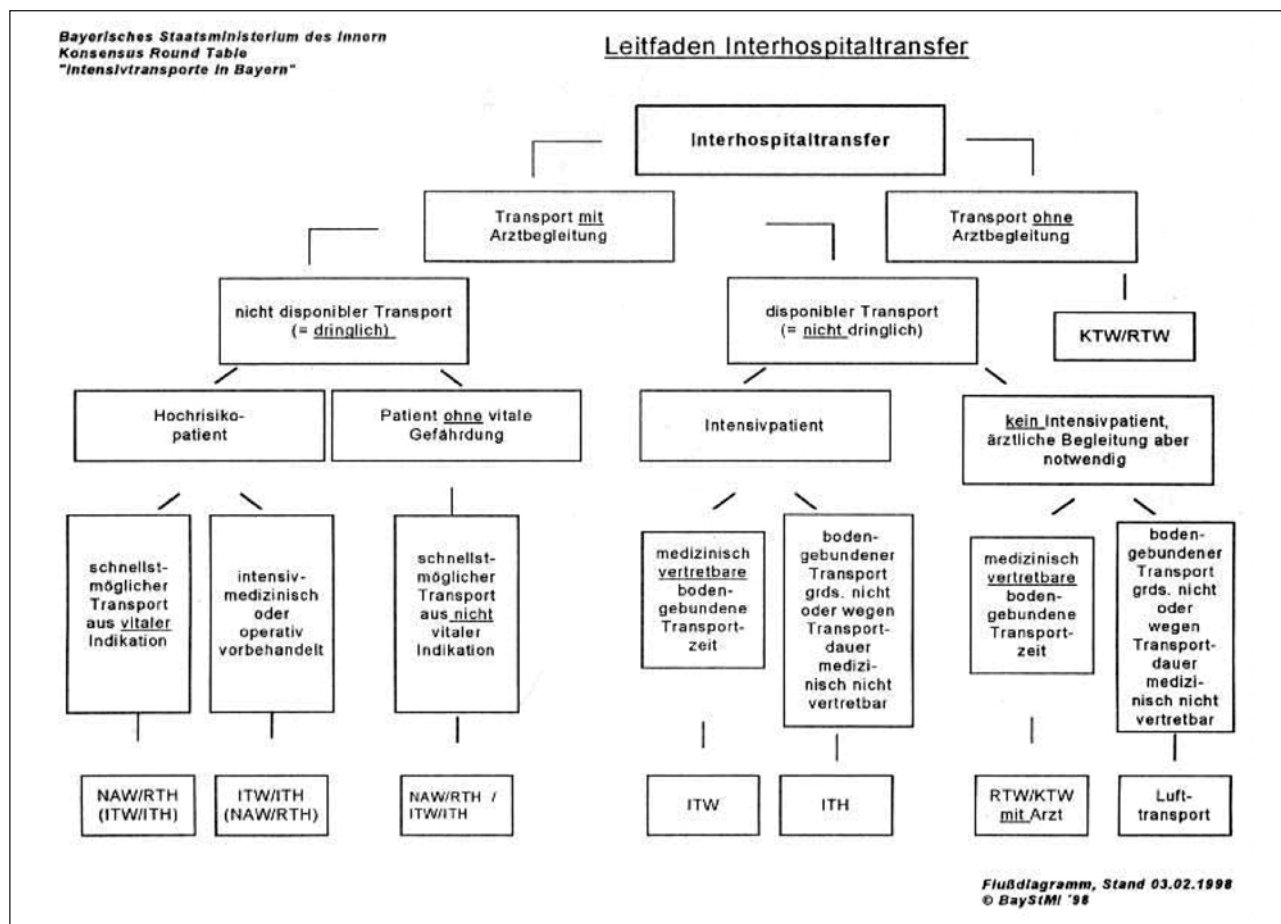 Bayerisches Staatsministerium des Innern
Konsensus Round Table
"Intensivtransporte in Bayern"
Leitfaden Interhospitaltransfer
Interhospitaltransfer
Transport mit
Arztbegleitung
Transport ohne
Arztbegleitung
nicht disponibler Transport
(= dringlich)
disponibler Transport
(= nicht dringlich)
KTW/RTW
Hochrisiko-
patient
Patient ohne vitale
Gefährdung
Intensivpatient
kein Intensivpatient,
ärztliche Begleitung aber
notwendig
schnellst-
möglicher
Transport
aus vitaler
Indikation
intensiv-
medizinisch
oder
operativ
vorbehandelt
schnellst-
möglicher
Transport
aus nicht
vitaler
Indikation
medizinisch
vertretbare
boden-
gebundene
Transport-
zeit
boden-
gebundener
Transport
grds. nicht
oder wegen
Transport-
dauer
medizi-
nisch nicht
vertretbar
medizinisch
vertretbare
boden-
gebundene
Transport-
zeit
boden-
gebundener
Transport
grds. nicht
oder
wegen
Transport-
dauer
medizi-
nisch nicht
vertretbar
NAW/RTH
(ITW/ITH)
ITW/ITH
(NAW/RTH)
NAW/RTH /
ITW/ITH
ITW
ITH
RTW/KTW
mit Arzt
Luft-
transport
Flußdiagramm, Stand 03.02.1998
© BayStMI '98